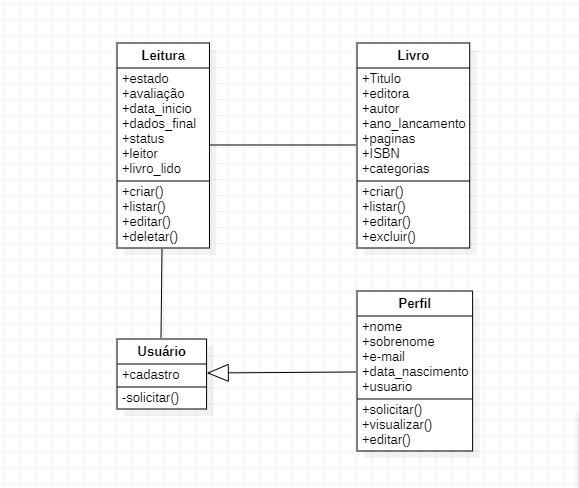 Leitura
+estado
+avaliação
+data_inicio
+dados_final
+status
+leitor
+livro_lido
+criar()
+listar()
+editar()
+deletar()
Livro
+Titulo
+editora
+autor
+ano_lancamento
+paginas
+ISBN
+categorias
+criar()
+listar()
+editar()
+excluir()
Usuário
+cadastro
-solicitar()
Perfil
+nome
+sobrenome
+e-mail
+data_nascimento
+usuario
+solicitar()
+visualizar()
+editar()